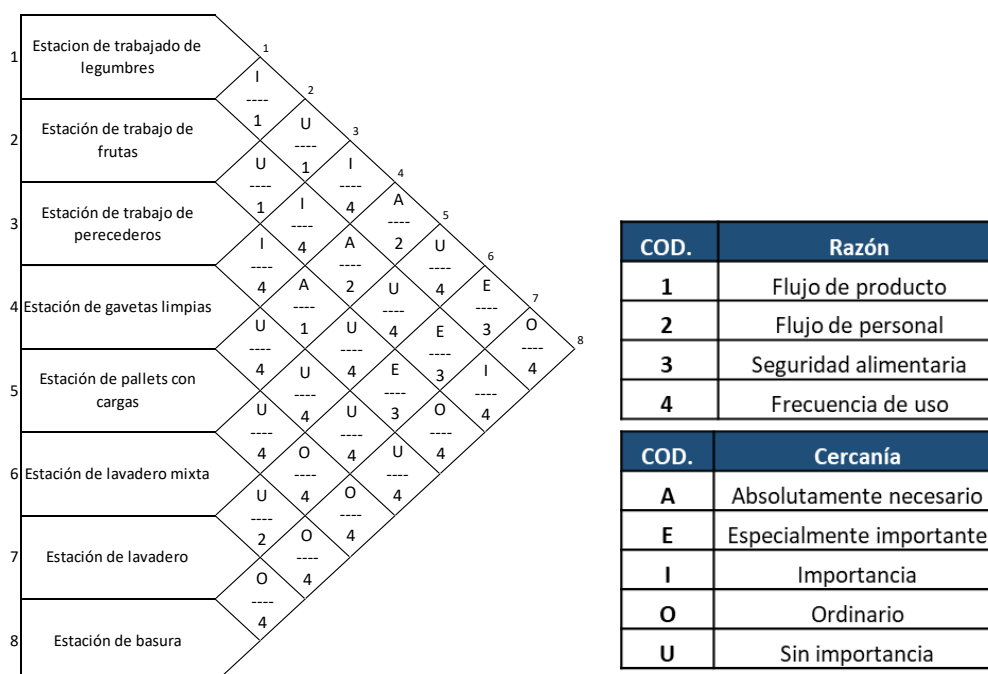 1
Estacion de trabajado de
legumbres
2
Estación de trabajo de
frutas
3
Estación de trabajo de
perecederos
4
Estación de gavetas limpias
5
Estación de pallets con
cargas
6
Estación de lavadero mixta
7
Estación de lavadero
8
Estación de basura
1
I
----
1
U
----
1
I
----
4
U
----
4
U
----
4
U
----
2
O
----
4
2
U
----
1
I
----
4
A
----
1
U
----
4
O
----
4
O
----
4
3
I
----
4
A
----
2
U
----
4
U
----
4
O
----
4
4
A
----
2
U
----
4
E
----
3
U
----
4
5
U
----
4
E
----
3
O
----
4
6
E
----
3
I
----
4
7
O
----
4
8
COD. Razón
1 Flujo de producto
2 Flujo de personal
3 Seguridad alimentaria
4 Frecuencia de uso
COD. Cercanía
A Absolutamente necesario
E Especialmente importante
I Importancia
O Ordinario
U Sin importancia